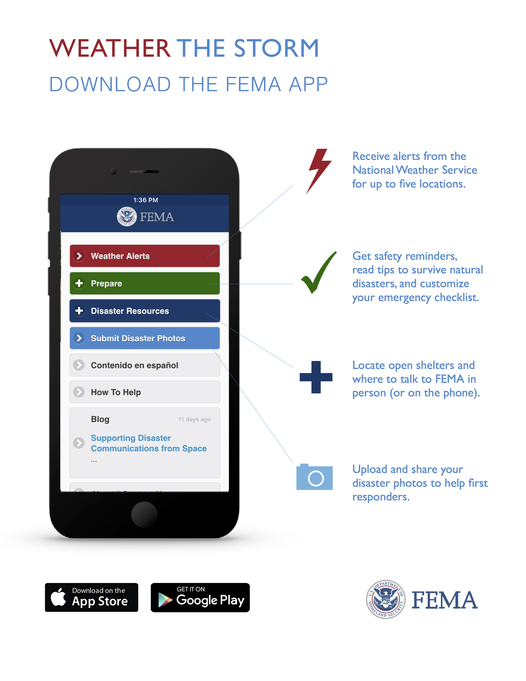 WEATHER THE STORM
DOWNLOAD THE FEMA APP
1:36 PM
FEMA
Weather Alerts
Prepare
Disaster Resources
Submit Disaster Photos
Contenido en español
How To Help
Blog 11 days ago
Supporting Disaster
Communications from Space
...
Receive alerts from the
National Weather Service
for up to five locations.
Get safety reminders,
read tips to survive natural
disasters, and customize
your emergency checklist.
Locate open shelters and
where to talk to FEMA in
person (or on the phone).
Upload and share your
disaster photos to help first
responders.
Download on the
App Store
GET IT ON
Google Play
U.S. DEPARTMENT OF
HOMELAND SECURITY
FEMA